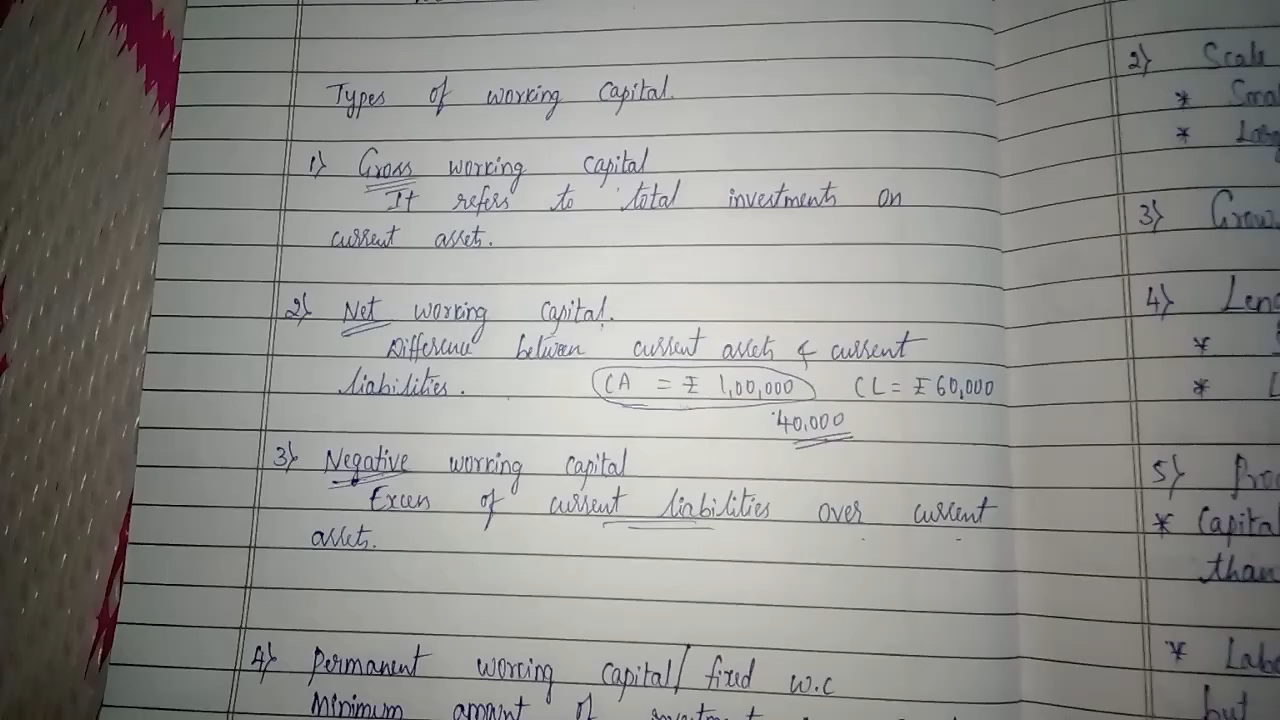 Types of working capital.
1) Gross working capital
It refers to total investments on
current assets.
2) Net working capital.
Difference between current assets & current
liabilities. CA = ₹ 1,00,000 CL = ₹ 60,000
40,000
3) Negative working capital
Excess of current liabilities over current
assets.
4) Permanent working capital / fixed w.c
Minimum amount of
2) Scale
*
*
3)
4)
*
*
5)
* Capital
than
*
but